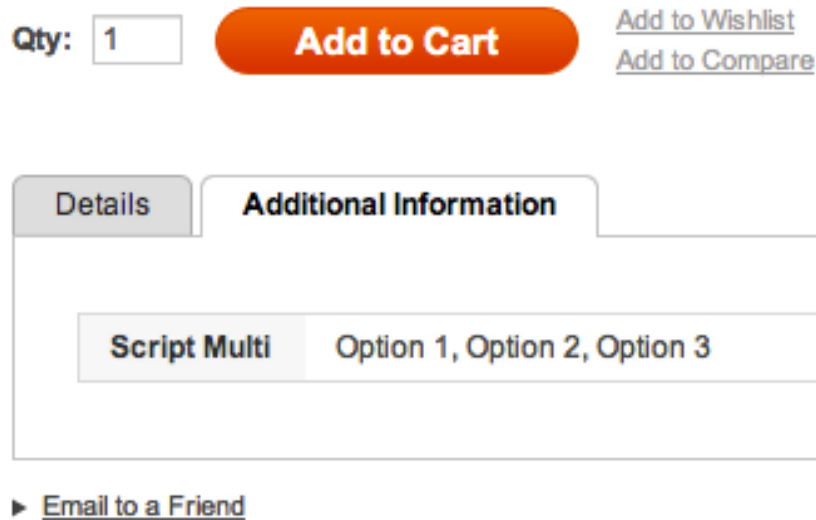 Qty: 1 Add to Cart Add to Wishlist
Add to Compare
Details Additional Information
Script Multi Option 1, Option 2, Option 3
Email to a Friend